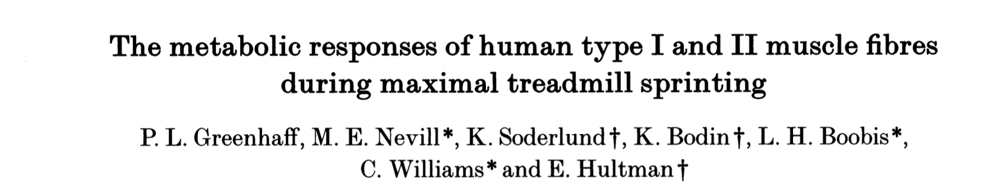 The metabolic responses of human type I and II muscle fibres
during maximal treadmill sprinting
P. L. Greenhaff, M. E. Nevill*, K. Soderlund†, K. Bodin†, L. H. Boobis*,
C. Williams* and E. Hultman†